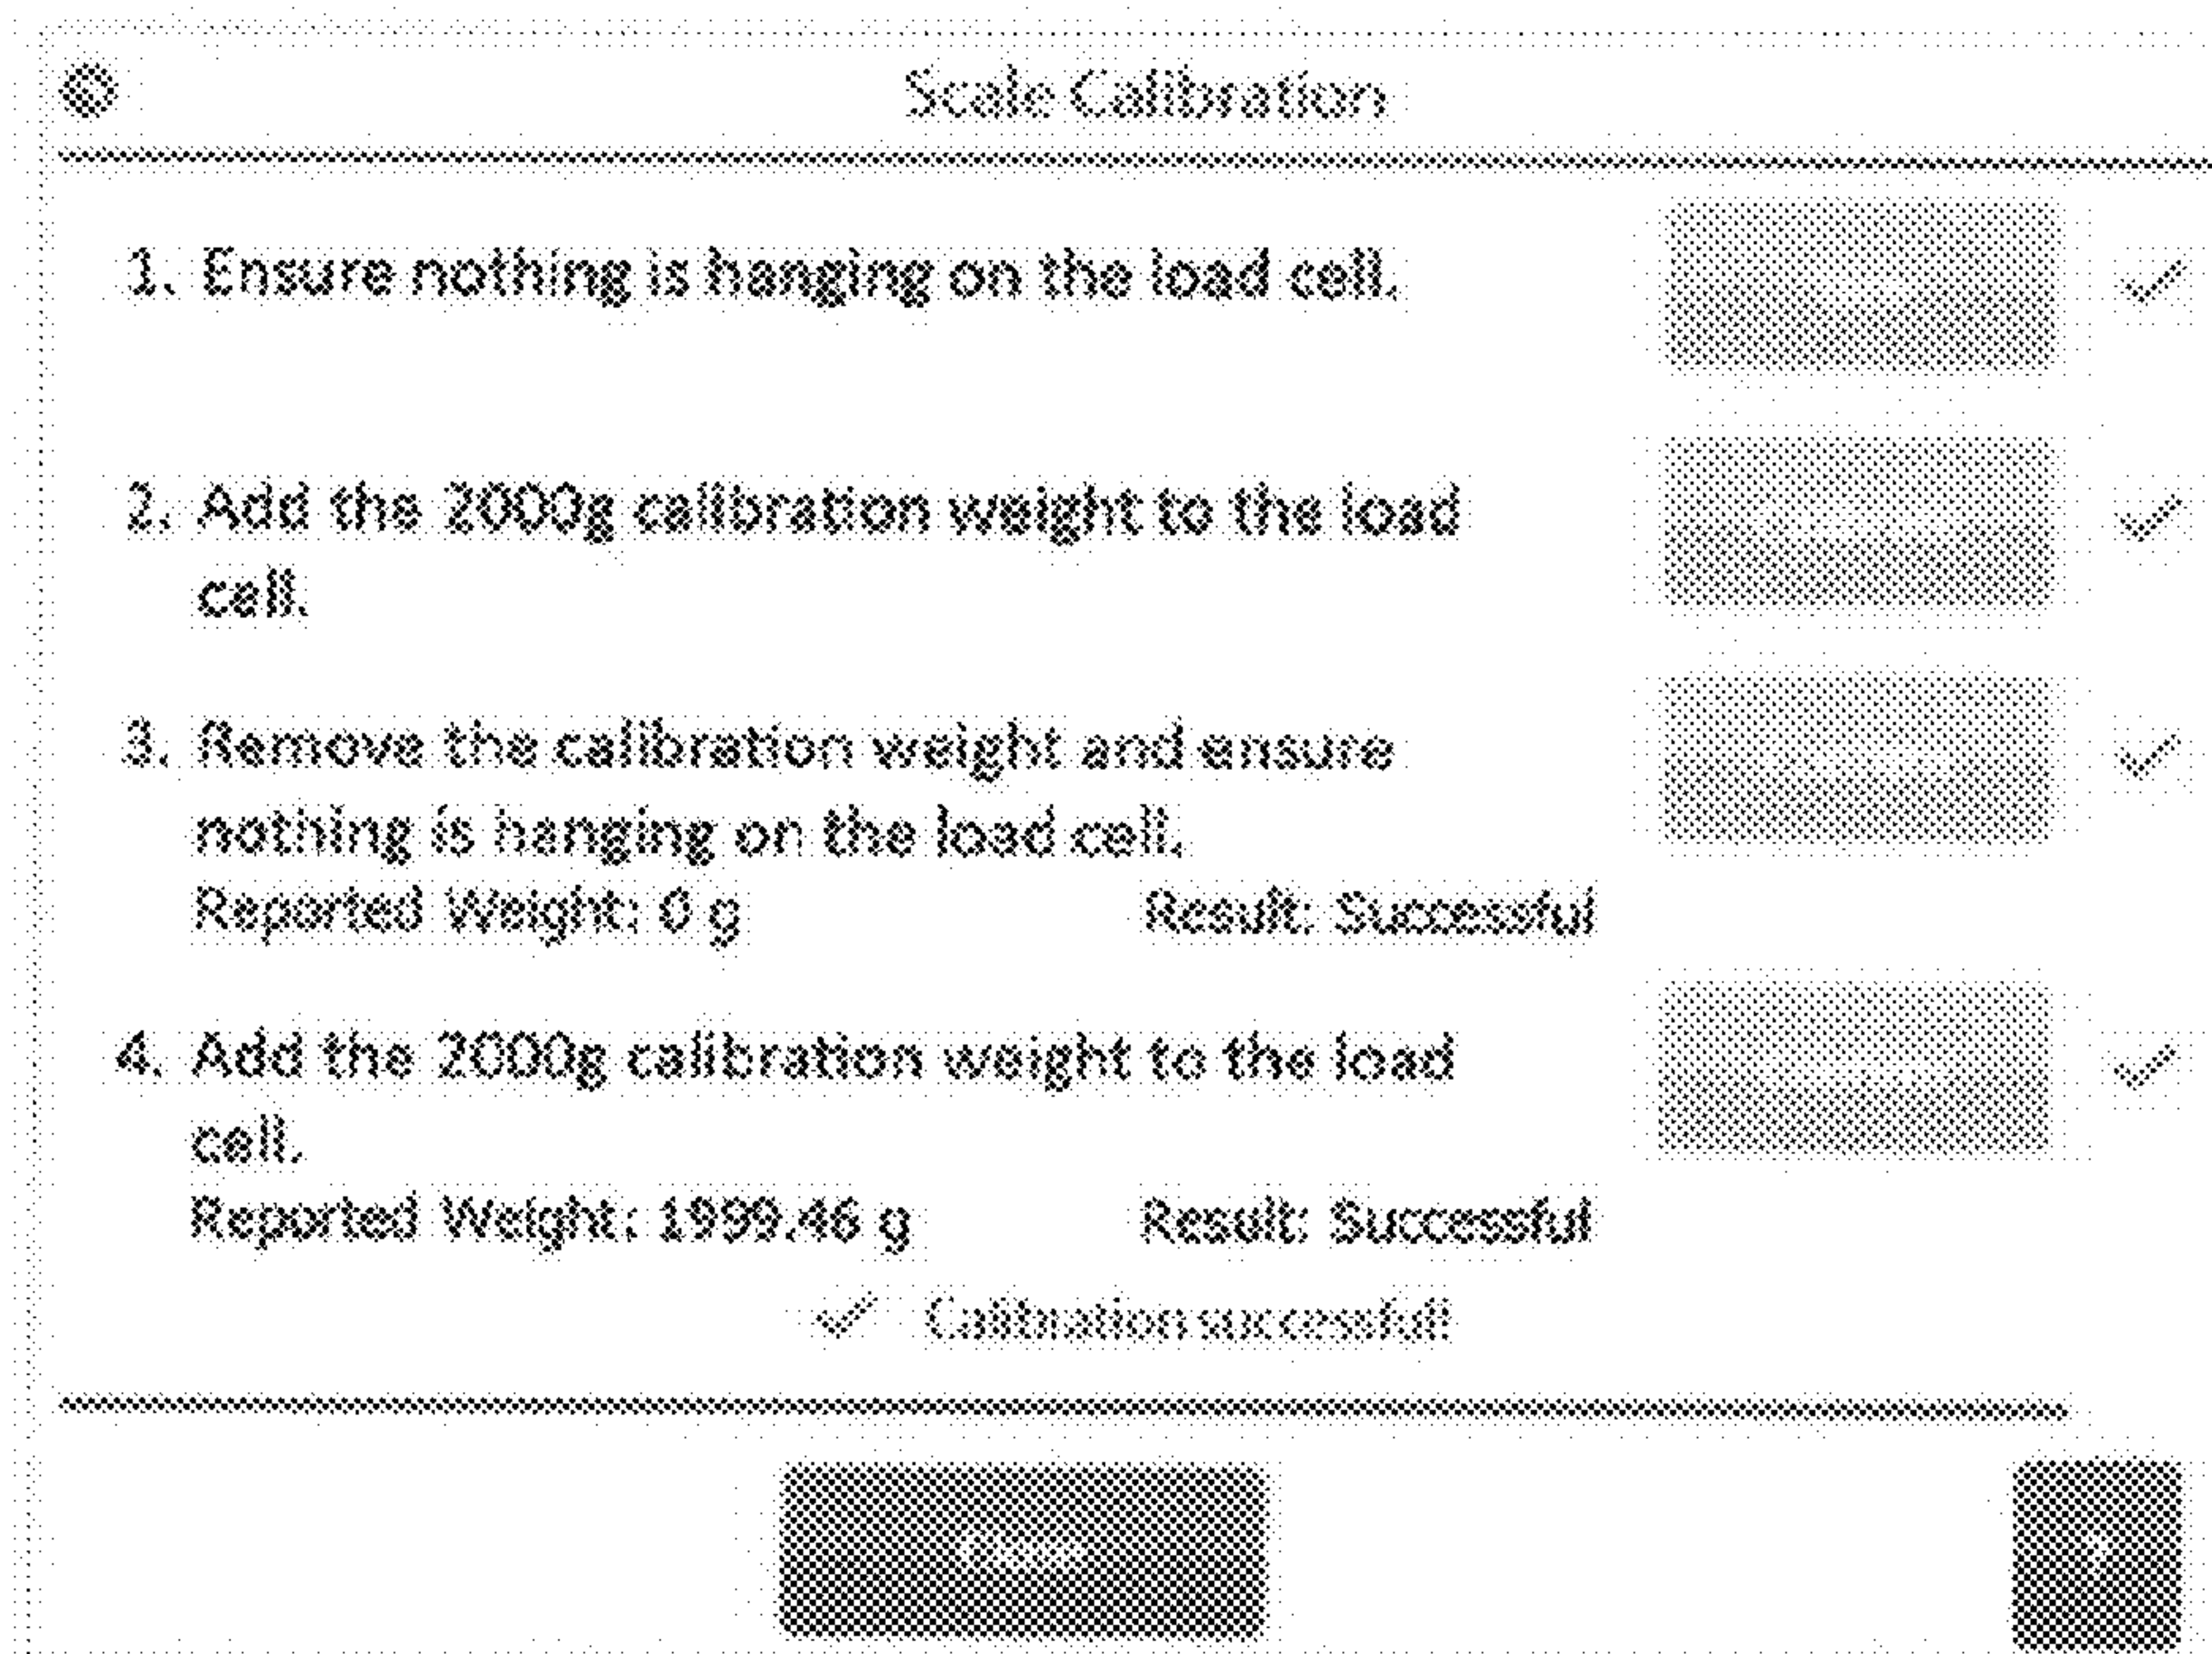 Scale Calibration
1. Ensure nothing is hanging on the load cell.
2. Add the 2000g calibration weight to the load
cell.
3. Remove the calibration weight and ensure
nothing is hanging on the load cell.
Reported Weight: 0 g
Result: Successful
4. Add the 2000g calibration weight to the load
cell.
Reported Weight: 1999.46 g
Result: Successful
Calibration successful!